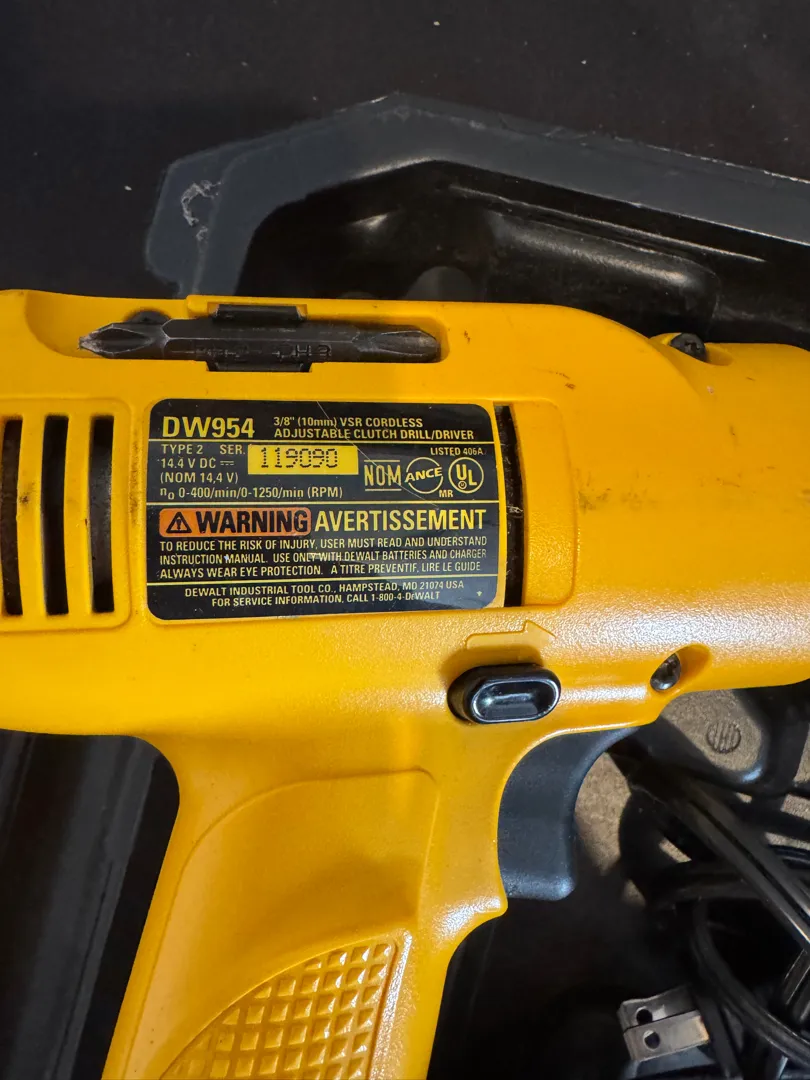 DW954 3/8" (10mm) VSR CORDLESS
ADJUSTABLE CLUTCH DRILL/DRIVER
TYPE 2 SER. 119090 LISTED 406A
14.4 V DC ⎓
(NOM 14,4 V)
NOM ANCE MR UL
n₀ 0-400/min/0-1250/min (RPM)
⚠ WARNING AVERTISSEMENT
TO REDUCE THE RISK OF INJURY, USER MUST READ AND UNDERSTAND
INSTRUCTION MANUAL. USE ONLY WITH DEWALT BATTERIES AND CHARGER
ALWAYS WEAR EYE PROTECTION. A TITRE PREVENTIF, LIRE LE GUIDE
DEWALT INDUSTRIAL TOOL CO., HAMPSTEAD, MD 21074 USA
FOR SERVICE INFORMATION, CALL 1-800-4-DEWALT